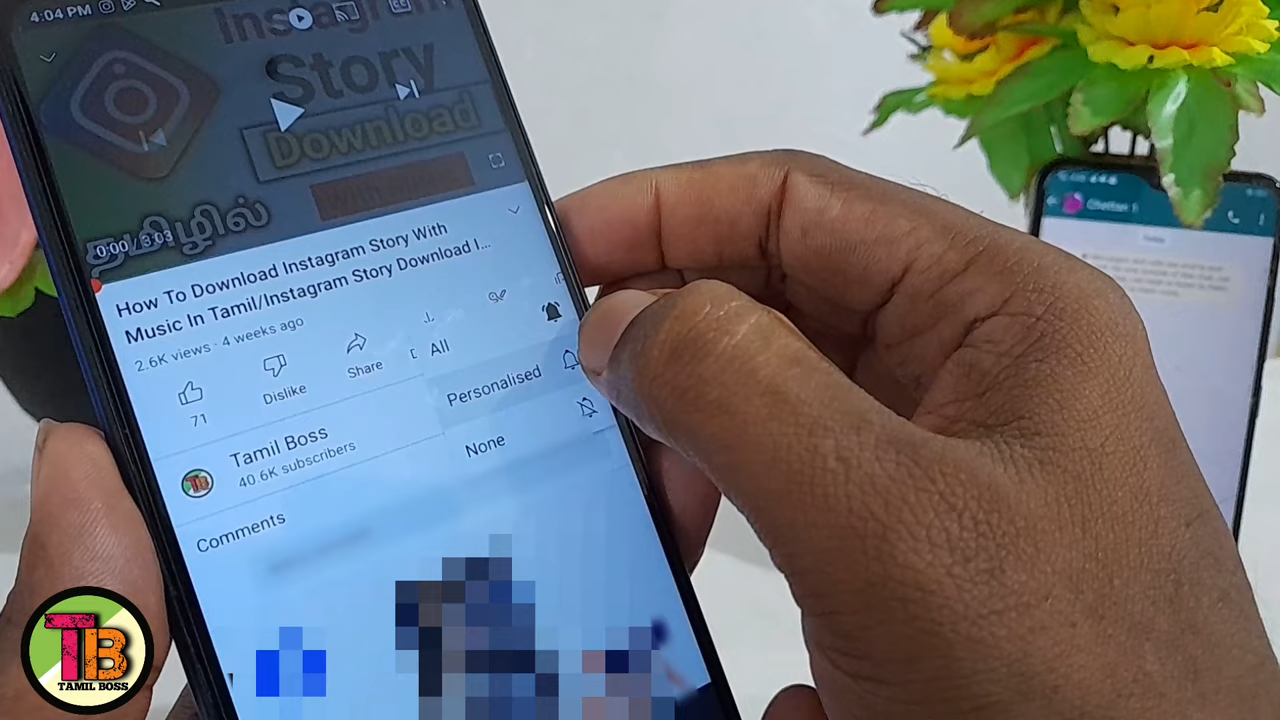 4:04 PM
Instagram
Story
Download
தமிழில்
0:00 / 3:03
How To Download Instagram Story With
Music In Tamil/Instagram Story Download I...
2.6K views · 4 weeks ago
71
Dislike
Share
All
Personalised
None
Tamil Boss
40.6K subscribers
Comments
TB
TAMIL BOSS
Today